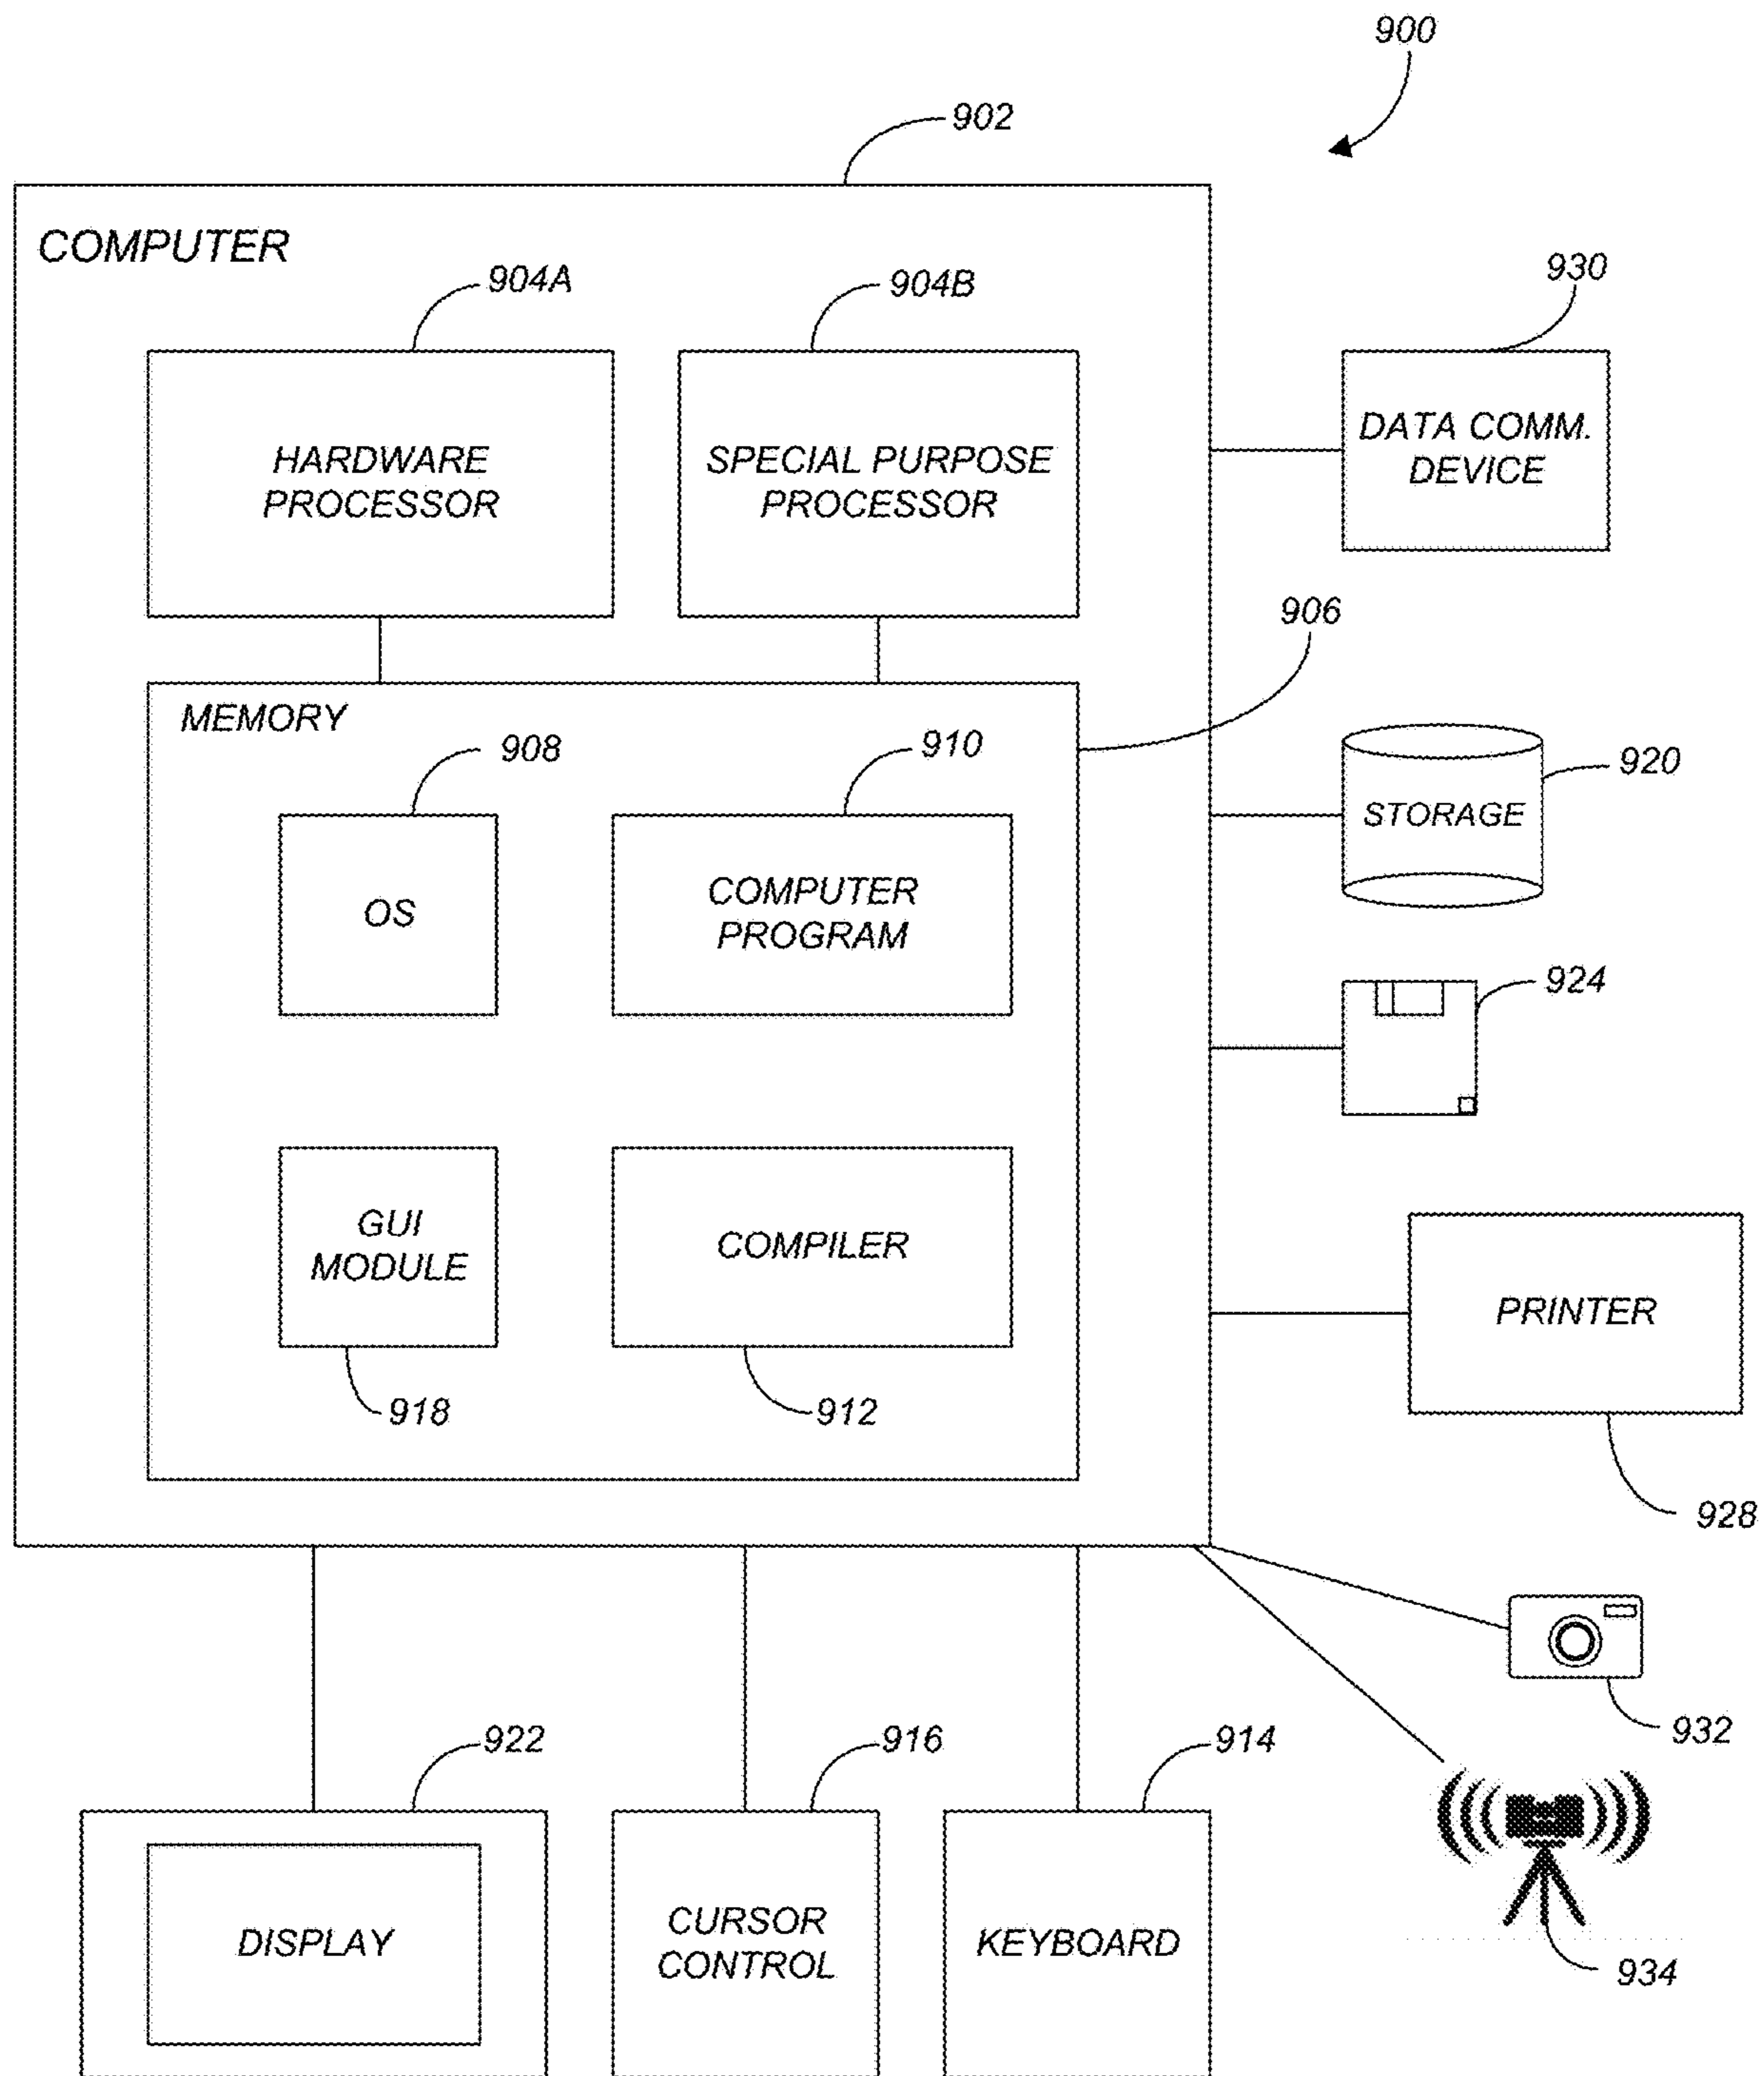 900
902
COMPUTER
904A
904B
930
HARDWARE
PROCESSOR
SPECIAL PURPOSE
PROCESSOR
DATA COMM.
DEVICE
906
MEMORY
908
910
920
STORAGE
OS
COMPUTER
PROGRAM
924
GUI
MODULE
COMPILER
PRINTER
918
912
928
932
922
916
914
DISPLAY
CURSOR
CONTROL
KEYBOARD
934